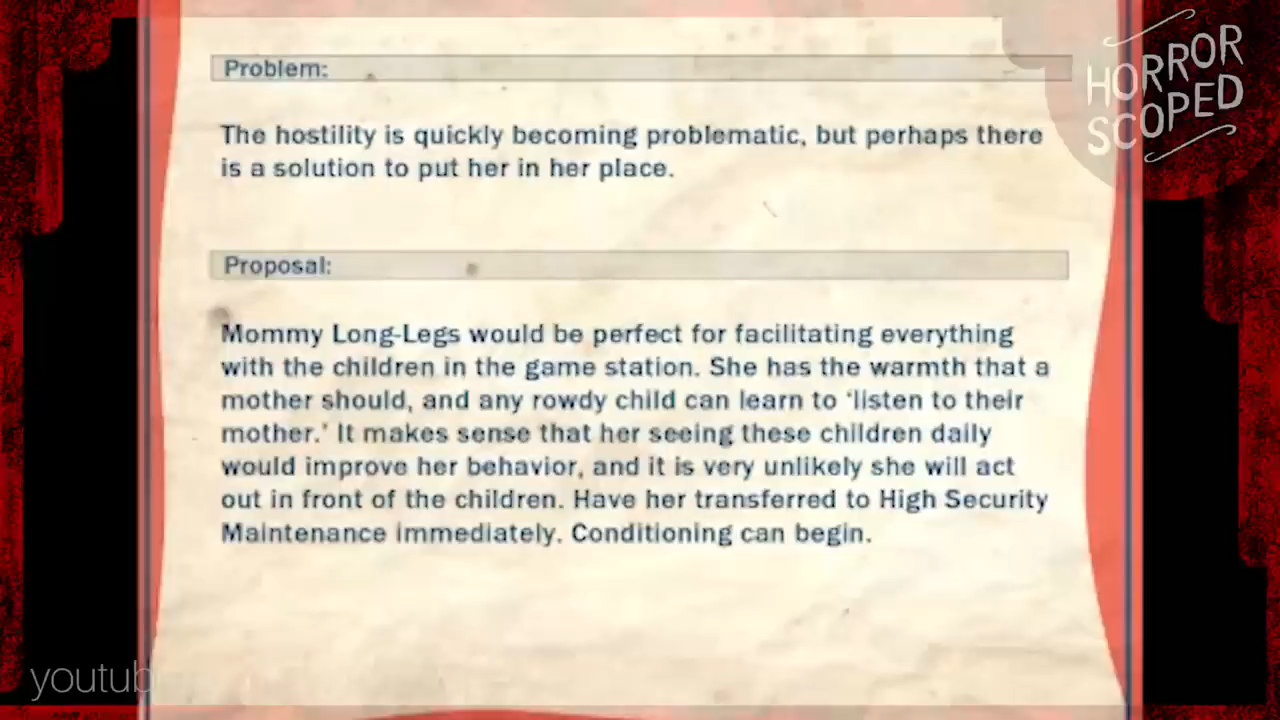 HORROR
SCOPED
Problem:
The hostility is quickly becoming problematic, but perhaps there
is a solution to put her in her place.
Proposal:
Mommy Long-Legs would be perfect for facilitating everything
with the children in the game station. She has the warmth that a
mother should, and any rowdy child can learn to ‘listen to their
mother.’ It makes sense that her seeing these children daily
would improve her behavior, and it is very unlikely she will act
out in front of the children. Have her transferred to High Security
Maintenance immediately. Conditioning can begin.
youtub